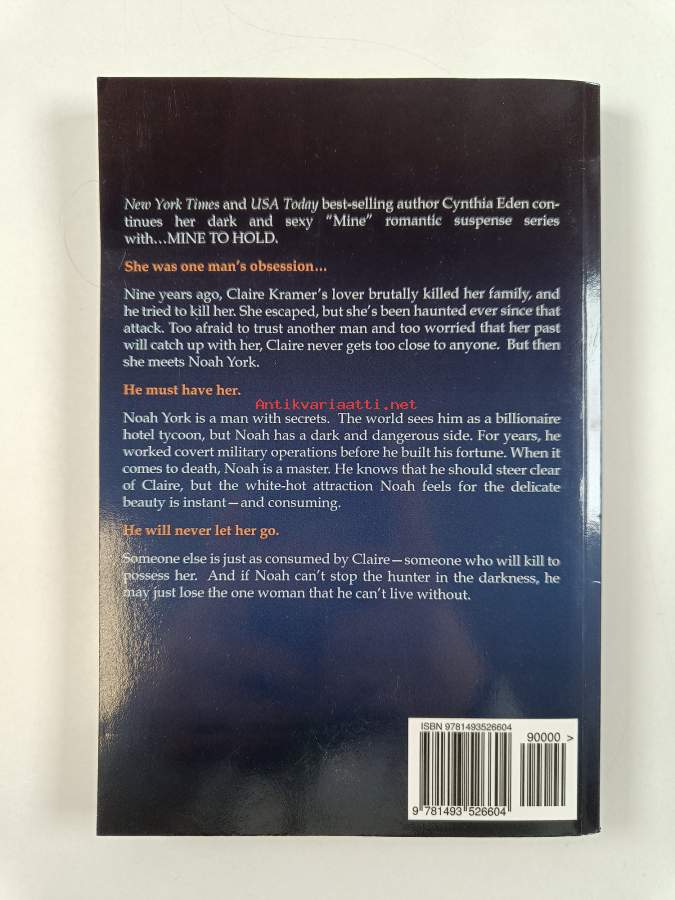 New York Times and USA Today best-selling author Cynthia Eden con-
tinues her dark and sexy “Mine” romantic suspense series
with…MINE TO HOLD.
She was one man’s obsession…
Nine years ago, Claire Kramer’s lover brutally killed her family, and
he tried to kill her. She escaped, but she’s been haunted ever since that
attack. Too afraid to trust another man and too worried that her past
will catch up with her, Claire never gets too close to anyone. But then
she meets Noah York.
He must have her.
Antikvariaatti.net
Noah York is a man with secrets. The world sees him as a billionaire
hotel tycoon, but Noah has a dark and dangerous side. For years, he
worked covert military operations before he built his fortune. When it
comes to death, Noah is a master. He knows that he should steer clear
of Claire, but the white-hot attraction Noah feels for the delicate
beauty is instant—and consuming.
He will never let her go.
Someone else is just as consumed by Claire—someone who will kill to
possess her. And if Noah can’t stop the hunter in the darkness, he
may just lose the one woman that he can’t live without.
ISBN 9781493526604
90000 >
9 781493 526604